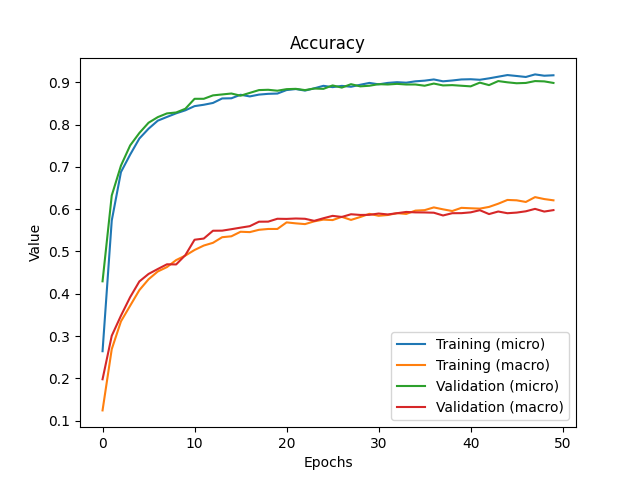 Accuracy
Value
0.9
0.8
0.7
0.6
0.5
0.4
0.3
0.2
0.1
Training (micro)
Training (macro)
Validation (micro)
Validation (macro)
0 10 20 30 40 50
Epochs